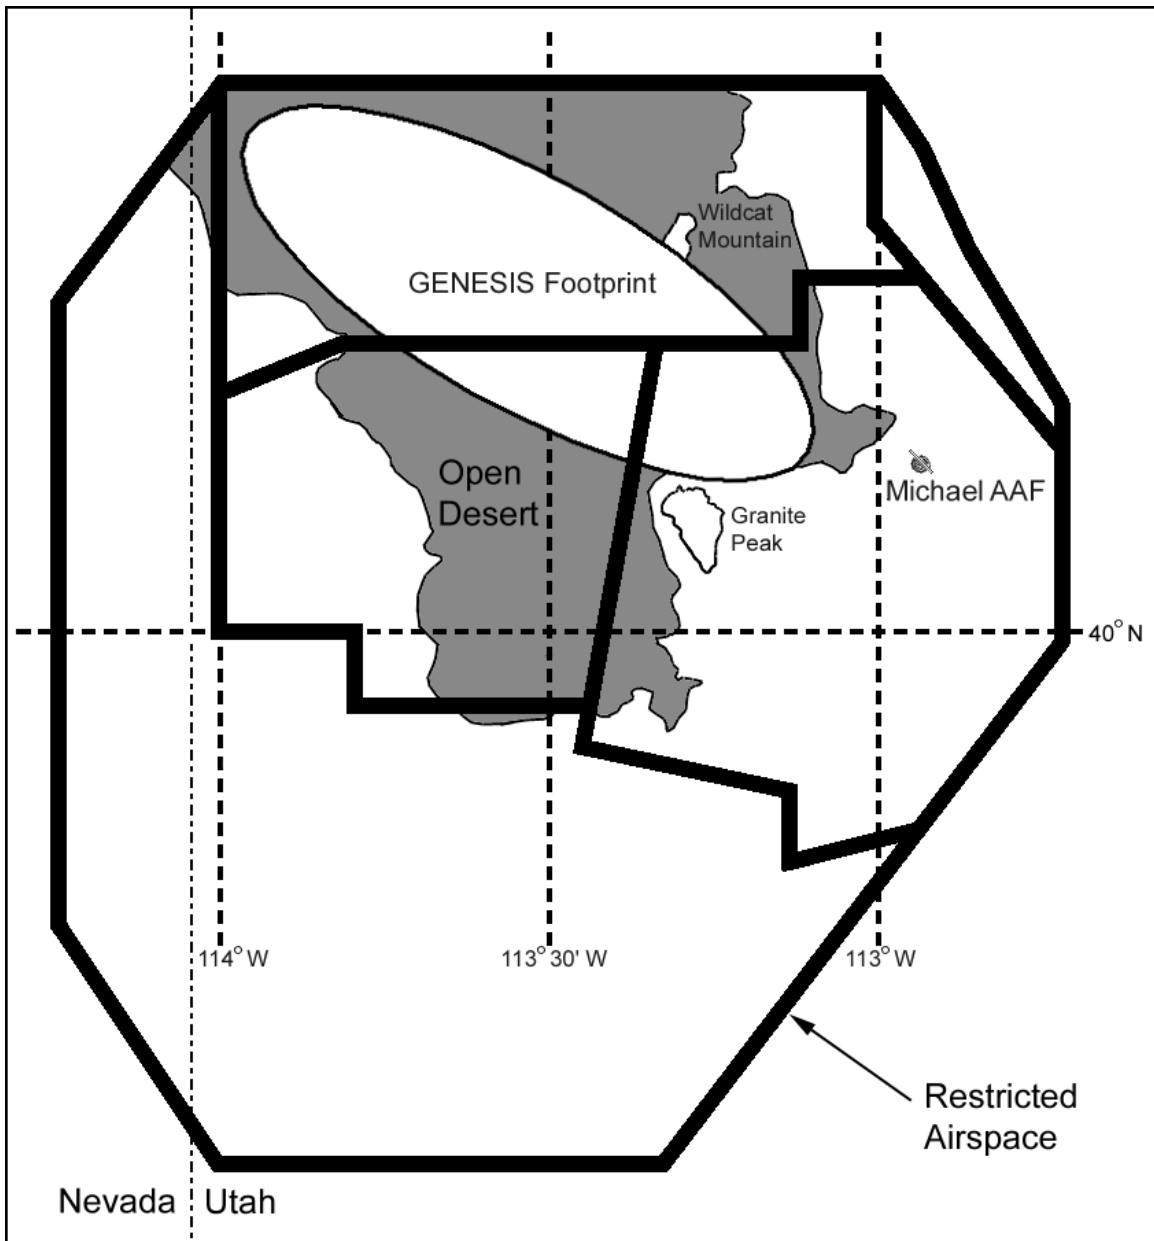 Wildcat
Mountain
GENESIS Footprint
Open
Desert
Michael AAF
Granite
Peak
40° N
114° W
113° 30' W
113° W
Restricted
Airspace
Nevada
Utah